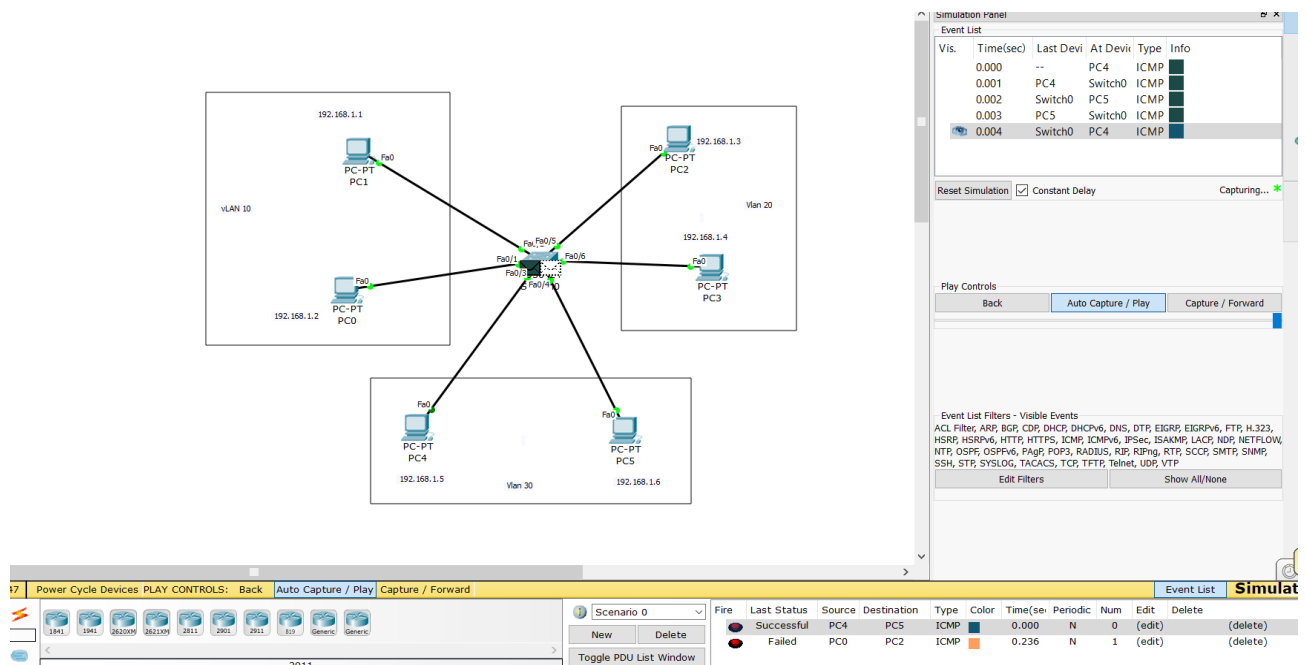 Simulation Panel
Event List
Vis. Time(sec) Last Devi At Devic Type Info
0.000 -- PC4 ICMP
0.001 PC4 Switch0 ICMP
0.002 Switch0 PC5 ICMP
0.003 PC5 Switch0 ICMP
0.004 Switch0 PC4 ICMP
Reset Simulation Constant Delay Capturing... *
192.168.1.1
Fa0
PC-PT
PC1
vLAN 10
Fa0
PC-PT
PC0
192.168.1.2
Fa0 192.168.1.3
PC-PT
PC2
Vlan 20
192.168.1.4
Fa0
PC-PT
PC3
Fa0/5
Fa0/1 Fa0/6
Fa0/3
Fa0/4
Fa0
PC-PT
PC4
192.168.1.5
Vlan 30
Fa0
PC-PT
PC5
192.168.1.6
Play Controls
Back Auto Capture / Play Capture / Forward
Event List Filters - Visible Events
ACL Filter, ARP, BGP, CDP, DHCP, DHCPv6, DNS, DTP, EIGRP, EIGRPv6, FTP, H.323,
HSRP, HSRPv6, HTTP, HTTPS, ICMP, ICMPv6, IPSec, ISAKMP, LACP, NDP, NETFLOW,
NTP, OSPF, OSPFv6, PAgP, POP3, RADIUS, RIP, RIPng, RTP, SCCP, SMTP, SNMP,
SSH, STP, SYSLOG, TACACS, TCP, TFTP, Telnet, UDP, VTP
Edit Filters Show All/None
47 Power Cycle Devices PLAY CONTROLS: Back Auto Capture / Play Capture / Forward Event List Simulat
1841 1941 2620XM 2621XM 2811 2901 2911 819 Generic Generic
2911
Scenario 0
New Delete
Toggle PDU List Window
Fire Last Status Source Destination Type Color Time(se Periodic Num Edit Delete
Successful PC4 PC5 ICMP 0.000 N 0 (edit) (delete)
Failed PC0 PC2 ICMP 0.236 N 1 (edit) (delete)